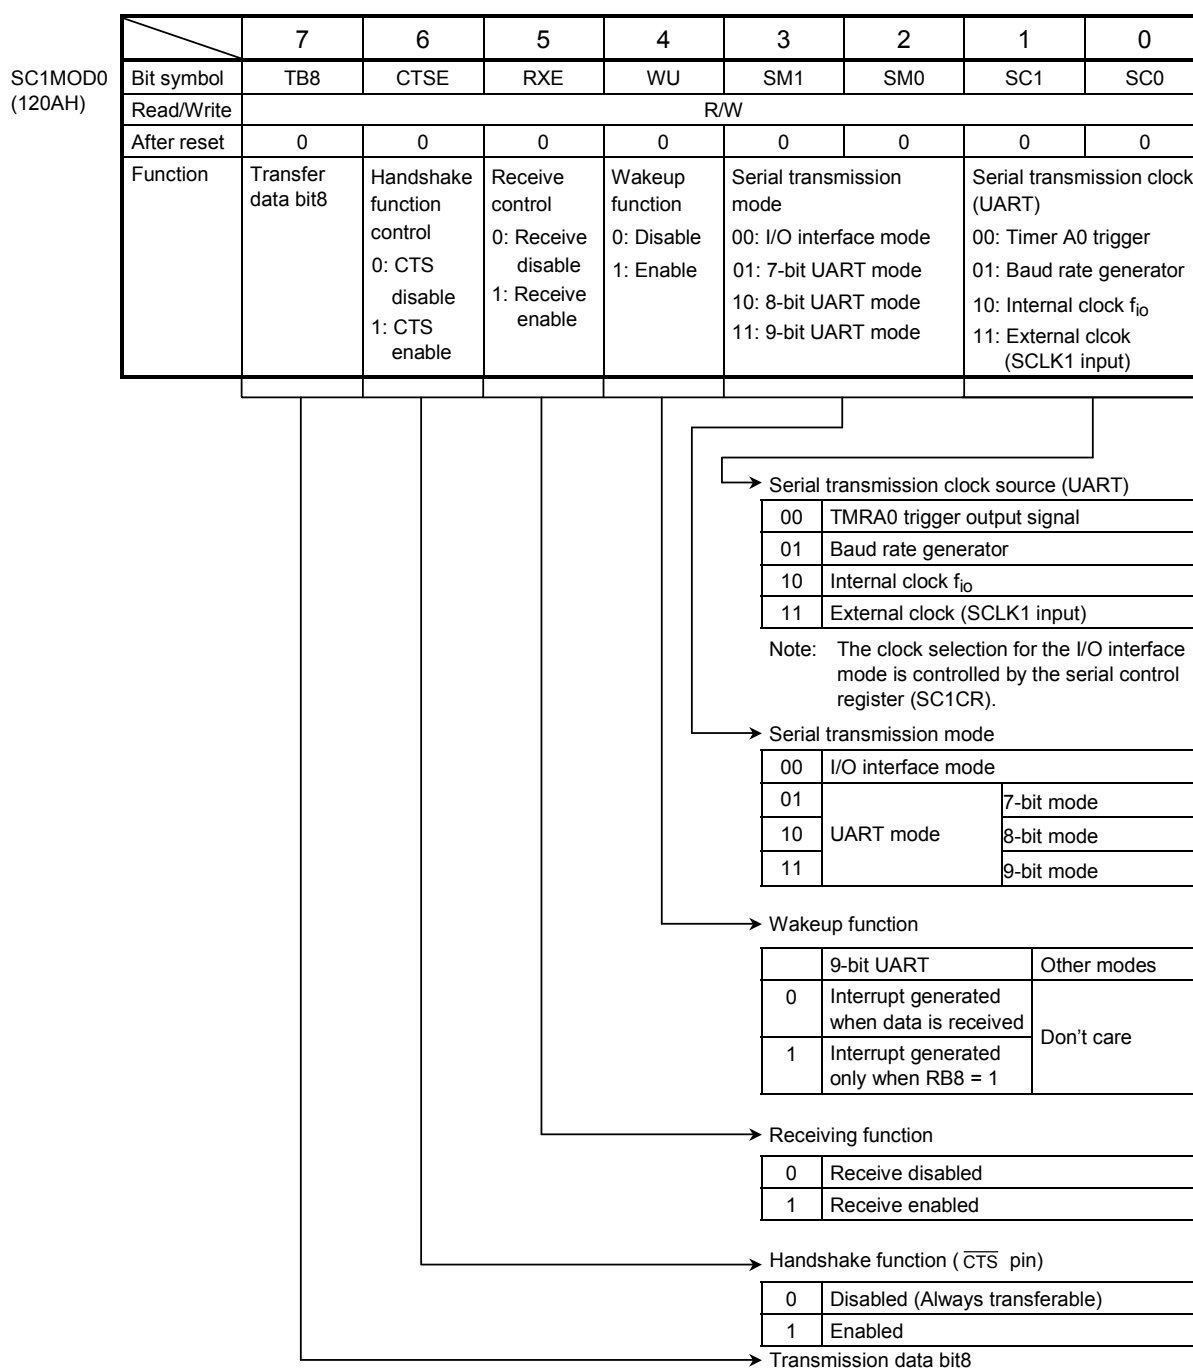 7 6 5 4 3 2 1 0
SC1MOD0
(120AH)
Bit symbol TB8 CTSE RXE WU SM1 SM0 SC1 SC0
Read/Write R/W
After reset 0 0 0 0 0 0 0 0
Function
Transfer
data bit8
Handshake
function
control
0: CTS
disable
1: CTS
enable
Receive
control
0: Receive
disable
1: Receive
enable
Wakeup
function
0: Disable
1: Enable
Serial transmission
mode
00: I/O interface mode
01: 7-bit UART mode
10: 8-bit UART mode
11: 9-bit UART mode
Serial transmission clock
(UART)
00: Timer A0 trigger
01: Baud rate generator
10: Internal clock fio
11: External clcok
(SCLK1 input)
Serial transmission clock source (UART)
00 TMRA0 trigger output signal
01 Baud rate generator
10 Internal clock fio
11 External clock (SCLK1 input)
Note: The clock selection for the I/O interface
mode is controlled by the serial control
register (SC1CR).
Serial transmission mode
00 I/O interface mode
01 7-bit mode
10 UART mode 8-bit mode
11 9-bit mode
Wakeup function
9-bit UART Other modes
0 Interrupt generated
when data is received
Don't care
1 Interrupt generated
only when RB8 = 1
Receiving function
0 Receive disabled
1 Receive enabled
Handshake function ( C̅T̅S̅ pin)
0 Disabled (Always transferable)
1 Enabled
Transmission data bit8